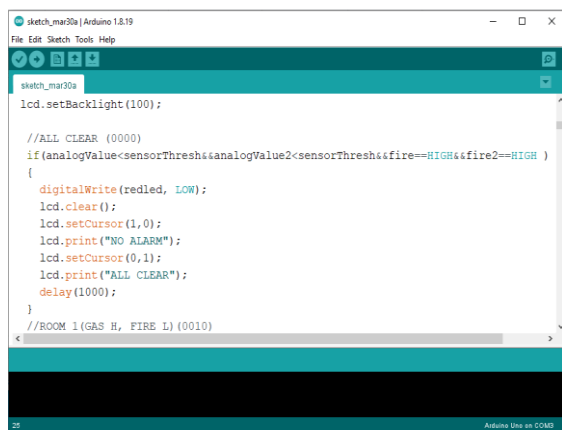 sketch_mar30a | Arduino 1.8.19
File Edit Sketch Tools Help
sketch_mar30a
lcd.setBacklight(100);
//ALL CLEAR (0000)
if(analogValue<sensorThresh&&analogValue2<sensorThresh&&fire==HIGH&&fire2==HIGH )
{
digitalWrite(redled, LOW);
lcd.clear();
lcd.setCursor(1,0);
lcd.print("NO ALARM");
lcd.setCursor(0,1);
lcd.print("ALL CLEAR");
delay(1000);
}
//ROOM 1(GAS H, FIRE L)(0010)
25 Arduino Uno on COM3